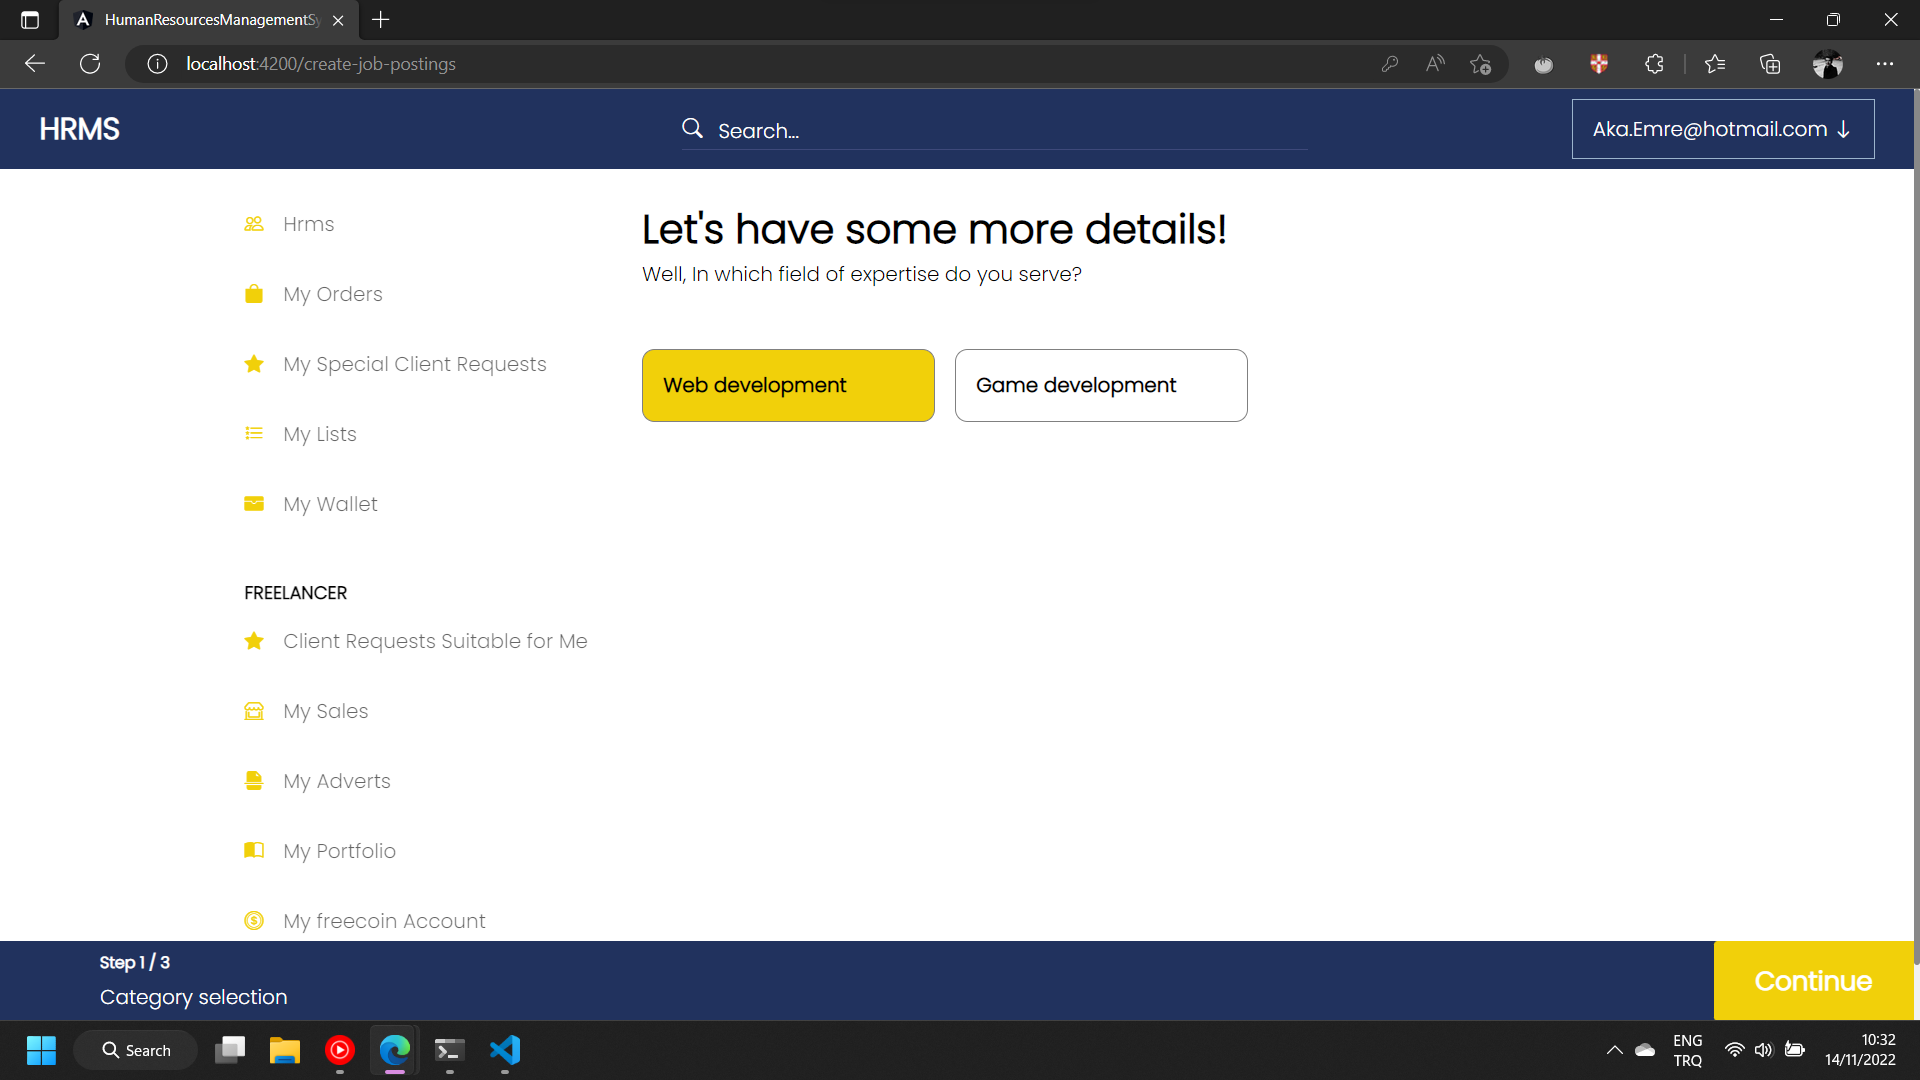 HumanResourcesManagementSy
localhost:4200/create-job-postings
HRMS
Search...
Aka.Emre@hotmail.com ↓
Hrms
My Orders
My Special Client Requests
My Lists
My Wallet
FREELANCER
Client Requests Suitable for Me
My Sales
My Adverts
My Portfolio
My freecoin Account
Let's have some more details!
Well, In which field of expertise do you serve?
Web development
Game development
Step 1 / 3
Category selection
Continue
Search
ENG
TRQ
10:32
14/11/2022